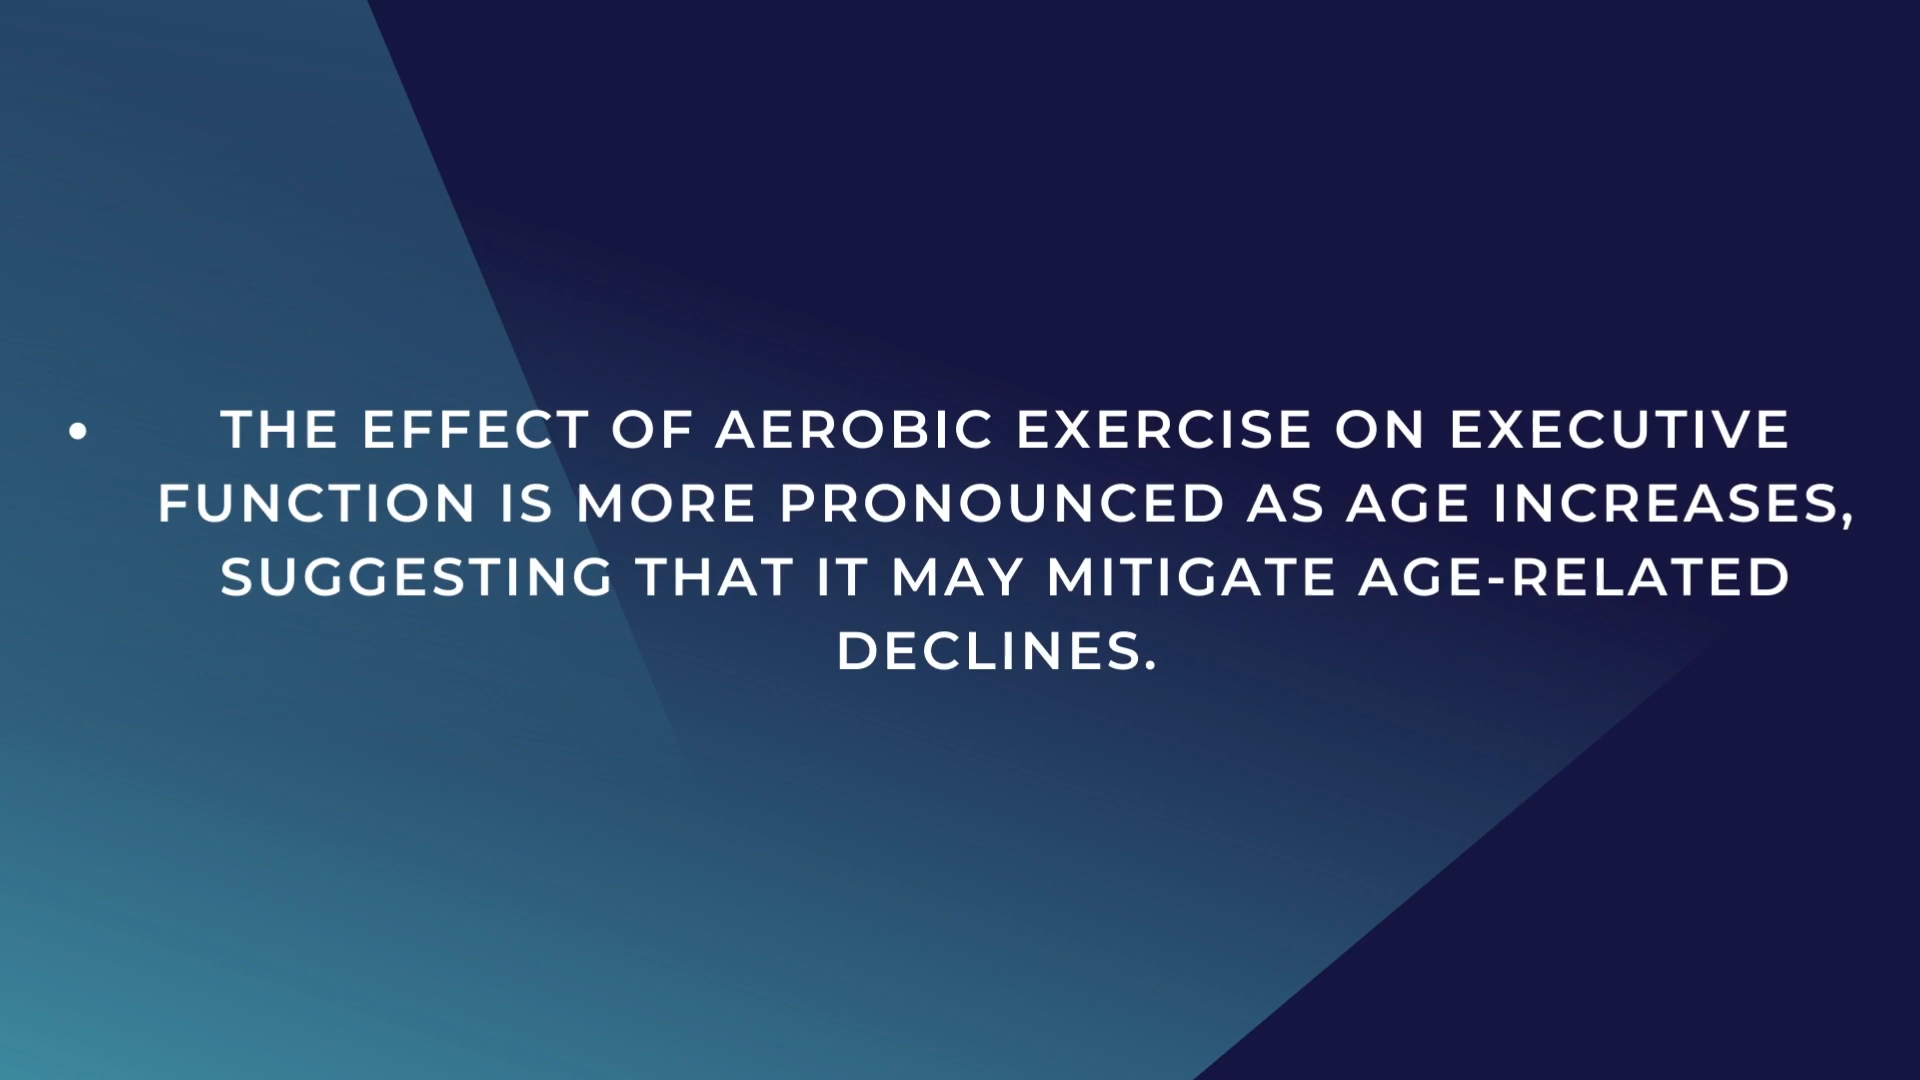 • THE EFFECT OF AEROBIC EXERCISE ON EXECUTIVE
FUNCTION IS MORE PRONOUNCED AS AGE INCREASES,
SUGGESTING THAT IT MAY MITIGATE AGE-RELATED
DECLINES.